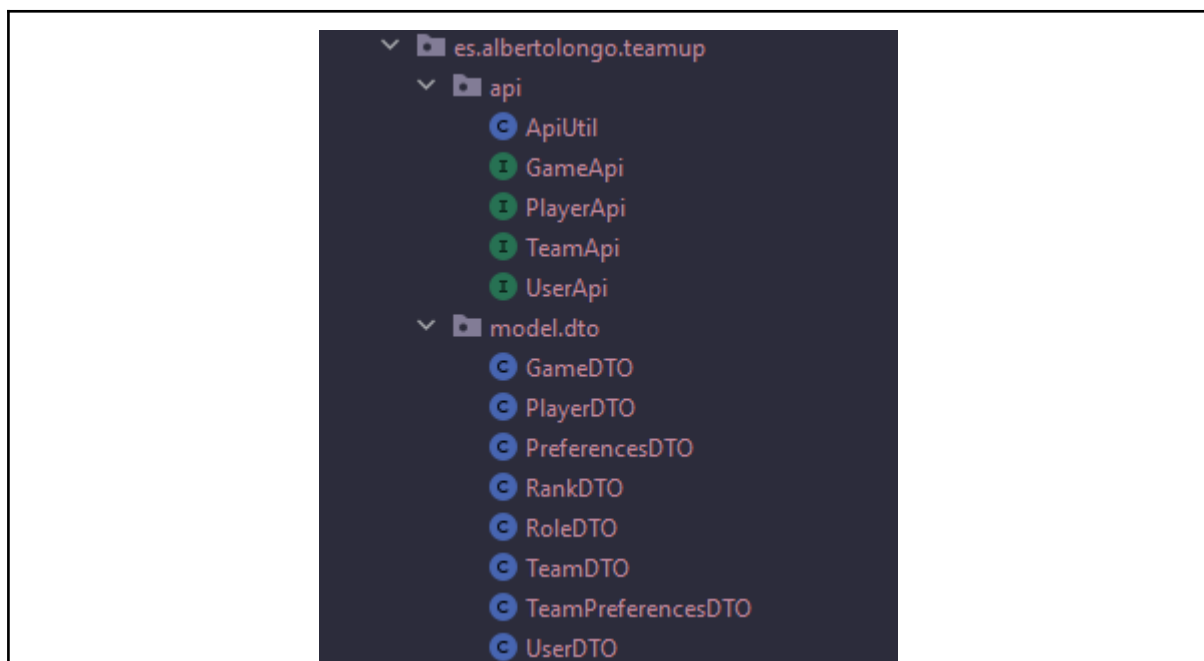 es.albertolongo.teamup
api
C ApiUtil
I GameApi
I PlayerApi
I TeamApi
I UserApi
model.dto
C GameDTO
C PlayerDTO
C PreferencesDTO
C RankDTO
C RoleDTO
C TeamDTO
C TeamPreferencesDTO
C UserDTO